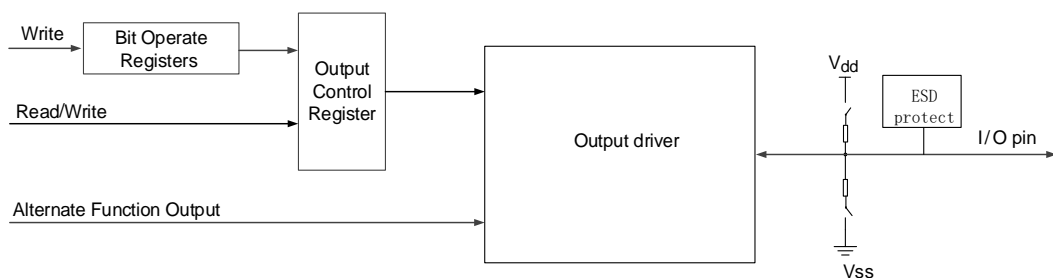 Write
Bit Operate
Registers
Output
Control
Register
Read/Write
Alternate Function Output
Output driver
Vdd
ESD
protect
I/O pin
Vss